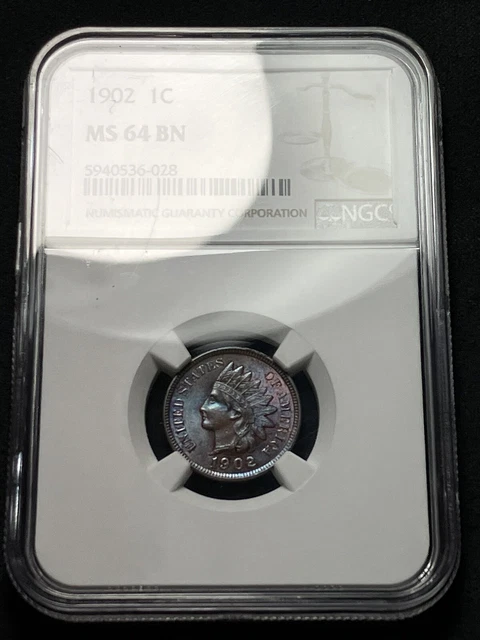 1902 1C
MS 64 BN
5940536-028
NUMISMATIC GUARANTY CORPORATION
NGC
UNITED STATES OF AMERICA
1902